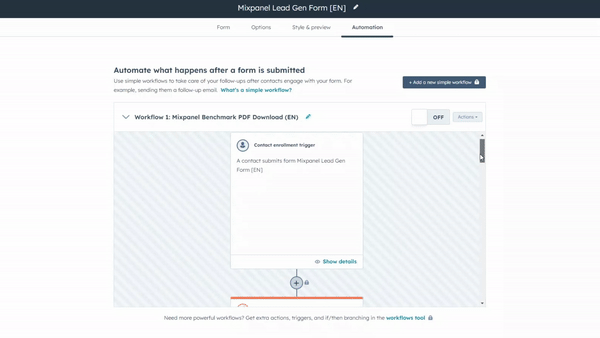 Mixpanel Lead Gen Form [EN]
Form Options Style & preview Automation
Automate what happens after a form is submitted
Use simple workflows to take care of your follow-ups after contacts engage with your form. For
example, sending them a follow-up email. What's a simple workflow?
+ Add a new simple workflow
Workflow 1: Mixpanel Benchmark PDF Download (EN)
OFF
Actions
Contact enrollment trigger
A contact submits form Mixpanel Lead Gen
Form [EN]
Show details
Need more powerful workflows? Get extra actions, triggers, and if/then branching in the workflows tool